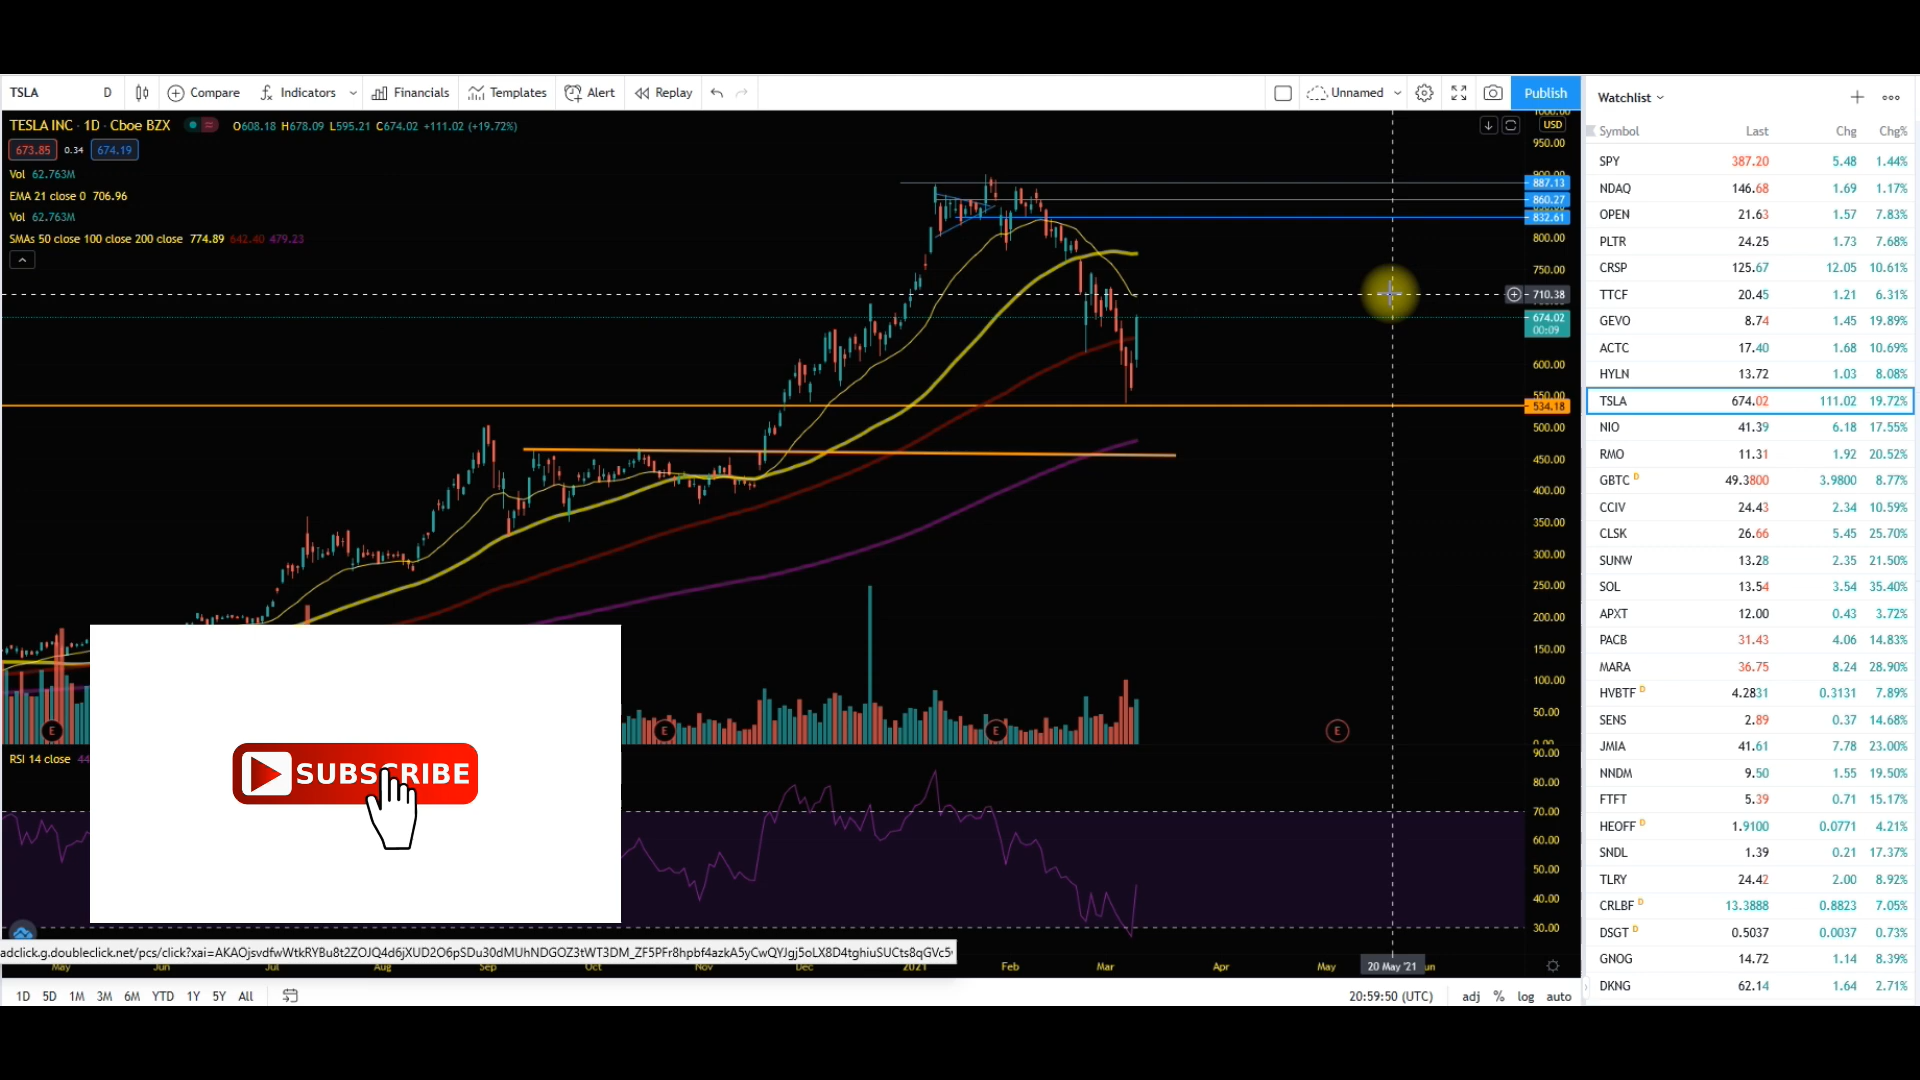 TSLA D Compare Indicators Financials Templates Alert Replay Unnamed Publish
TESLA INC · 1D · Cboe BZX O608.18 H678.09 L595.21 C674.02 +111.02 (+19.72%)
673.85 0.34 674.19
Vol 62.763M
EMA 21 close 0 706.96
Vol 62.763M
SMAs 50 close 100 close 200 close 774.89 642.40 479.23
USD
950.00
887.13
860.27
832.61
800.00
750.00
710.38
674.02
00:09
600.00
550.00
534.18
500.00
450.00
400.00
350.00
300.00
250.00
200.00
150.00
100.00
50.00
E E E E
RSI 14 close
90.00
80.00
70.00
60.00
50.00
40.00
30.00
SUBSCRIBE
May Jun Jul Aug Sep Oct Nov Dec 2021 Feb Mar Apr May 20 May '21
1D 5D 1M 3M 6M YTD 1Y 5Y All 20:59:50 (UTC) adj % log auto
Watchlist
Symbol Last Chg Chg%
SPY 387.20 5.48 1.44%
NDAQ 146.68 1.69 1.17%
OPEN 21.63 1.57 7.83%
PLTR 24.25 1.73 7.68%
CRSP 125.67 12.05 10.61%
TTCF 20.45 1.21 6.31%
GEVO 8.74 1.45 19.89%
ACTC 17.40 1.68 10.69%
HYLN 13.72 1.03 8.08%
TSLA 674.02 111.02 19.72%
NIO 41.39 6.18 17.55%
RMO 11.31 1.92 20.52%
GBTC D 49.3800 3.9800 8.77%
CCIV 24.43 2.34 10.59%
CLSK 26.66 5.45 25.70%
SUNW 13.28 2.35 21.50%
SOL 13.54 3.54 35.40%
APXT 12.00 0.43 3.72%
PACB 31.43 4.06 14.83%
MARA 36.75 8.24 28.90%
HVBTF D 4.2831 0.3131 7.89%
SENS 2.89 0.37 14.68%
JMIA 41.61 7.78 23.00%
NNDM 9.50 1.55 19.50%
FTFT 5.39 0.71 15.17%
HEOFF D 1.9100 0.0771 4.21%
SNDL 1.39 0.21 17.37%
TLRY 24.42 2.00 8.92%
CRLBF D 13.3888 0.8823 7.05%
DSGT D 0.5037 0.0037 0.73%
GNOG 14.72 1.14 8.39%
DKNG 62.14 1.64 2.71%